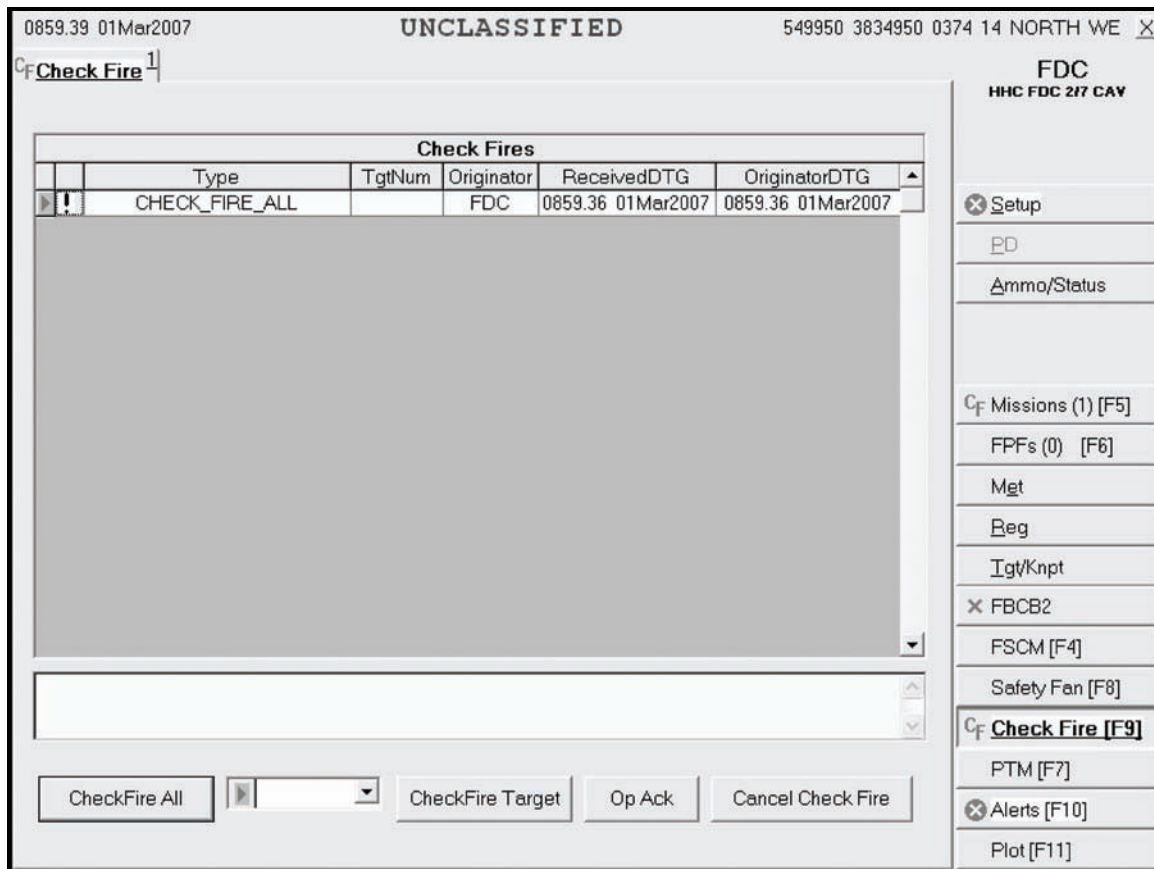 0859.39 01Mar2007 UNCLASSIFIED 549950 3834950 0374 14 NORTH WE X
CF Check Fire 1
FDC
HHC FDC 2/7 CAV
Check Fires
Type TgtNum Originator ReceivedDTG OriginatorDTG
! CHECK_FIRE_ALL FDC 0859.36 01Mar2007 0859.36 01Mar2007
CheckFire All CheckFire Target Op Ack Cancel Check Fire
Setup
PD
Ammo/Status
CF Missions (1) [F5]
FPFs (0) [F6]
Met
Reg
Tgt/Knpt
FBCB2
FSCM [F4]
Safety Fan [F8]
CF Check Fire [F9]
PTM [F7]
Alerts [F10]
Plot [F11]